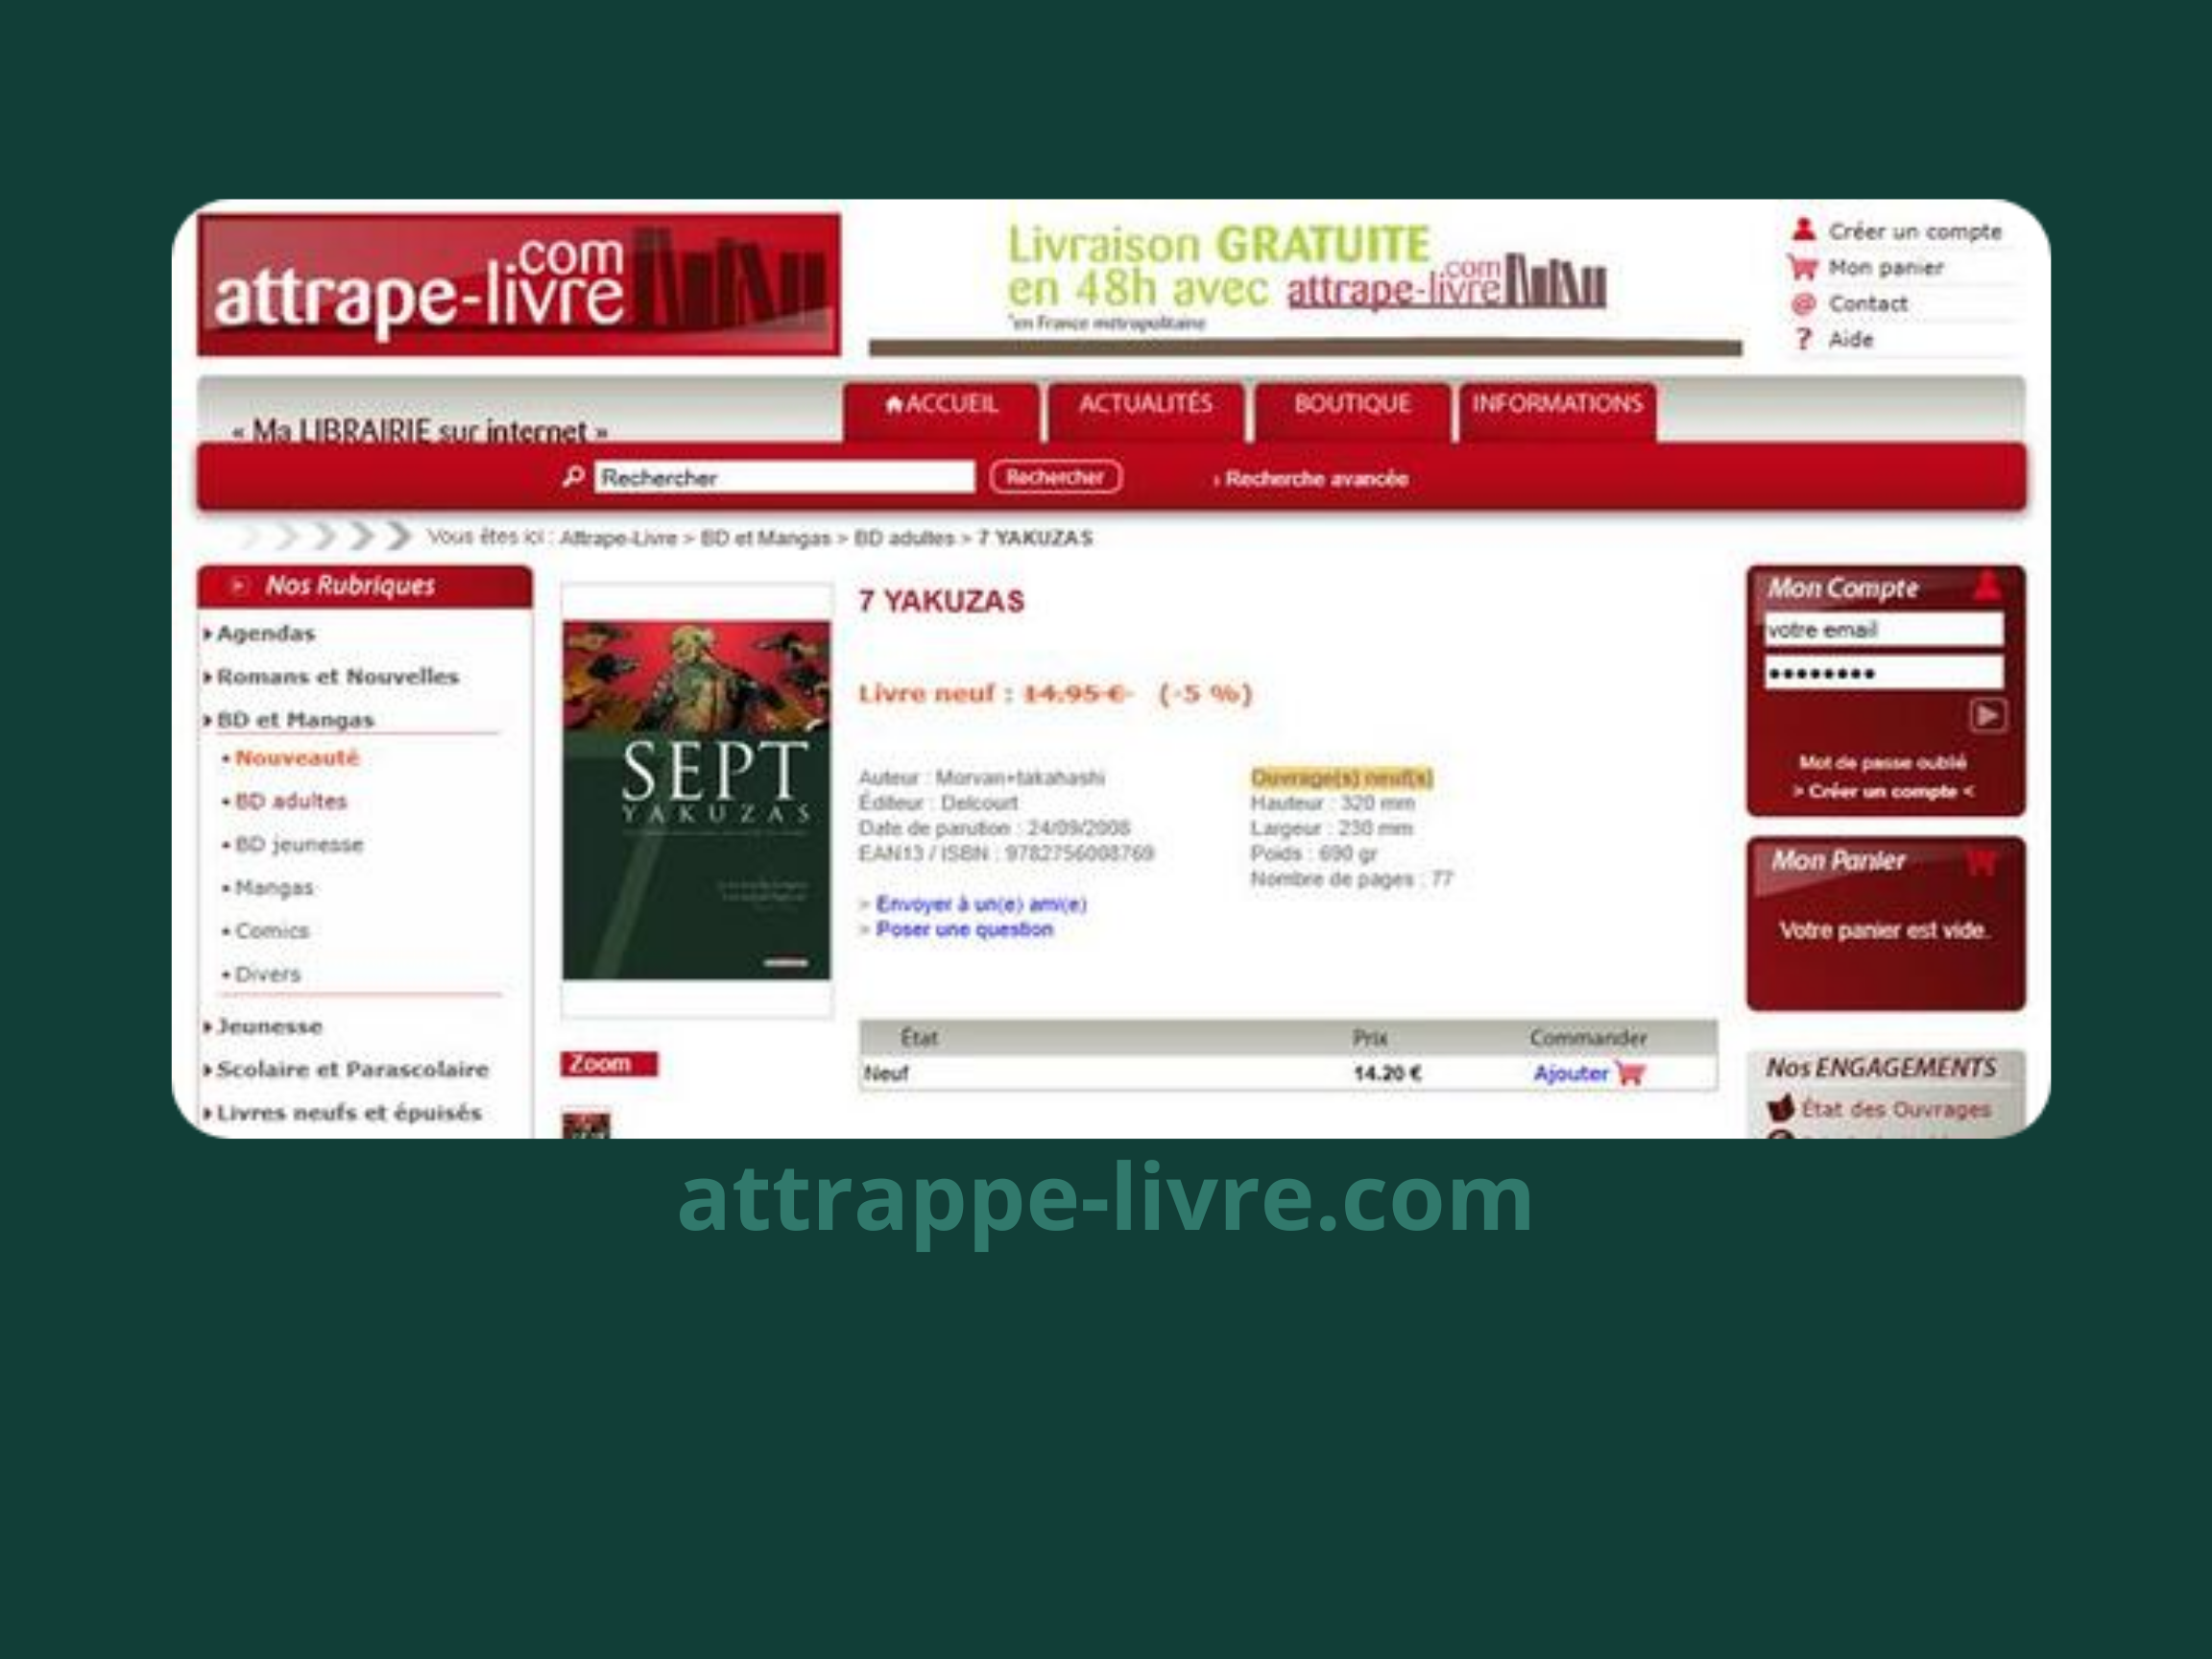 attrape-livre.com
Livraison GRATUITE
en 48h avec attrape-livre.com
*en France métropolitaine
Créer un compte
Mon panier
Contact
? Aide
« Ma LIBRAIRIE sur internet »
ACCUEIL
ACTUALITÉS
BOUTIQUE
INFORMATIONS
Rechercher
Rechercher
› Recherche avancée
Vous êtes ici : Attrape-Livre > BD et Mangas > BD adultes > 7 YAKUZAS
Nos Rubriques
Agendas
Romans et Nouvelles
BD et Mangas
• Nouveauté
• BD adultes
• BD jeunesse
• Mangas
• Comics
• Divers
Jeunesse
Scolaire et Parascolaire
Livres neufs et épuisés
SEPT
YAKUZAS
Zoom
7 YAKUZAS
Livre neuf : 14.95 € (-5 %)
Auteur : Morvan+takahashi
Éditeur : Delcourt
Date de parution : 24/09/2008
EAN13 / ISBN : 9782756008769
> Envoyer à un(e) ami(e)
> Poser une question
Ouvrage(s) neuf(s)
Hauteur : 320 mm
Largeur : 230 mm
Poids : 690 gr
Nombre de pages : 77
État Prix Commander
Neuf 14.20 € Ajouter
Mon Compte
votre email
Mot de passe oublié
> Créer un compte <
Mon Panier
Votre panier est vide.
Nos ENGAGEMENTS
État des Ouvrages
attrappe-livre.com